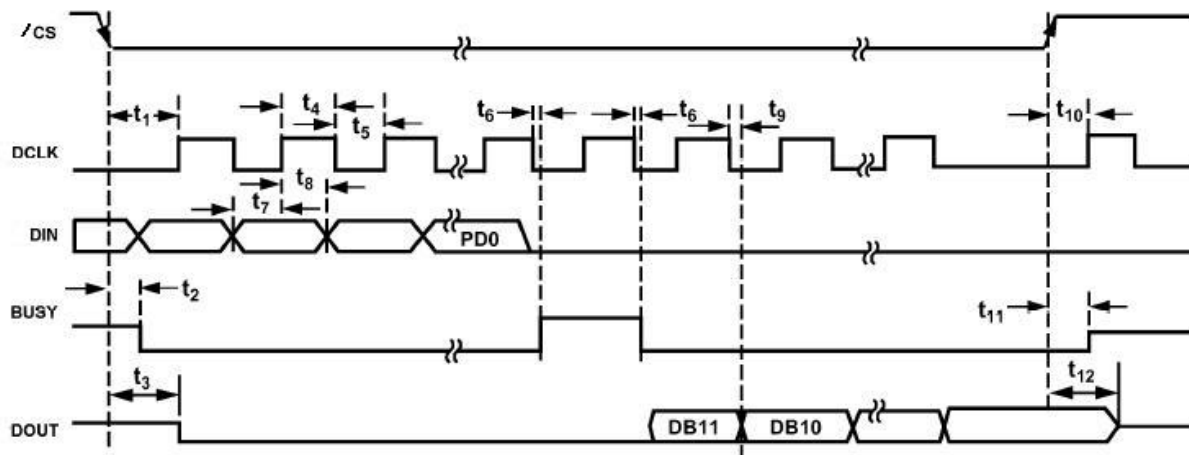 /CS
t4 t6 t6 t9
t1 t5 t10
DCLK
t8
t7
DIN PD0
t2
BUSY
t11
t3 t12
DOUT DB11 DB10